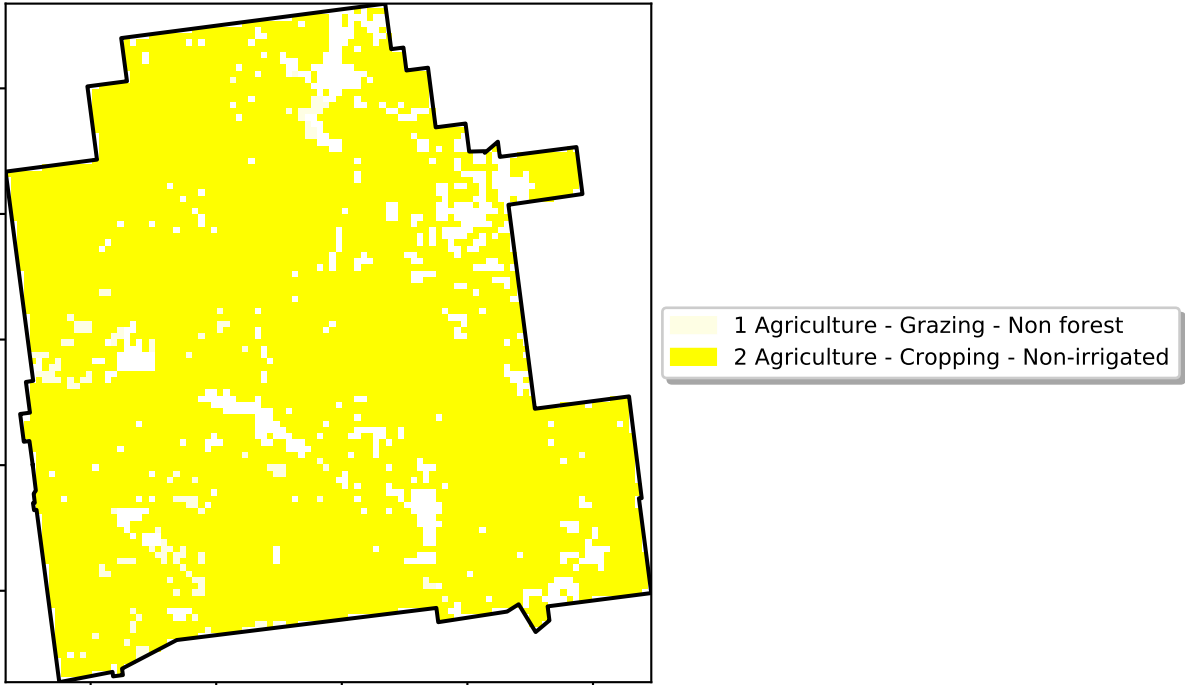 1 Agriculture - Grazing - Non forest
2 Agriculture - Cropping - Non-irrigated